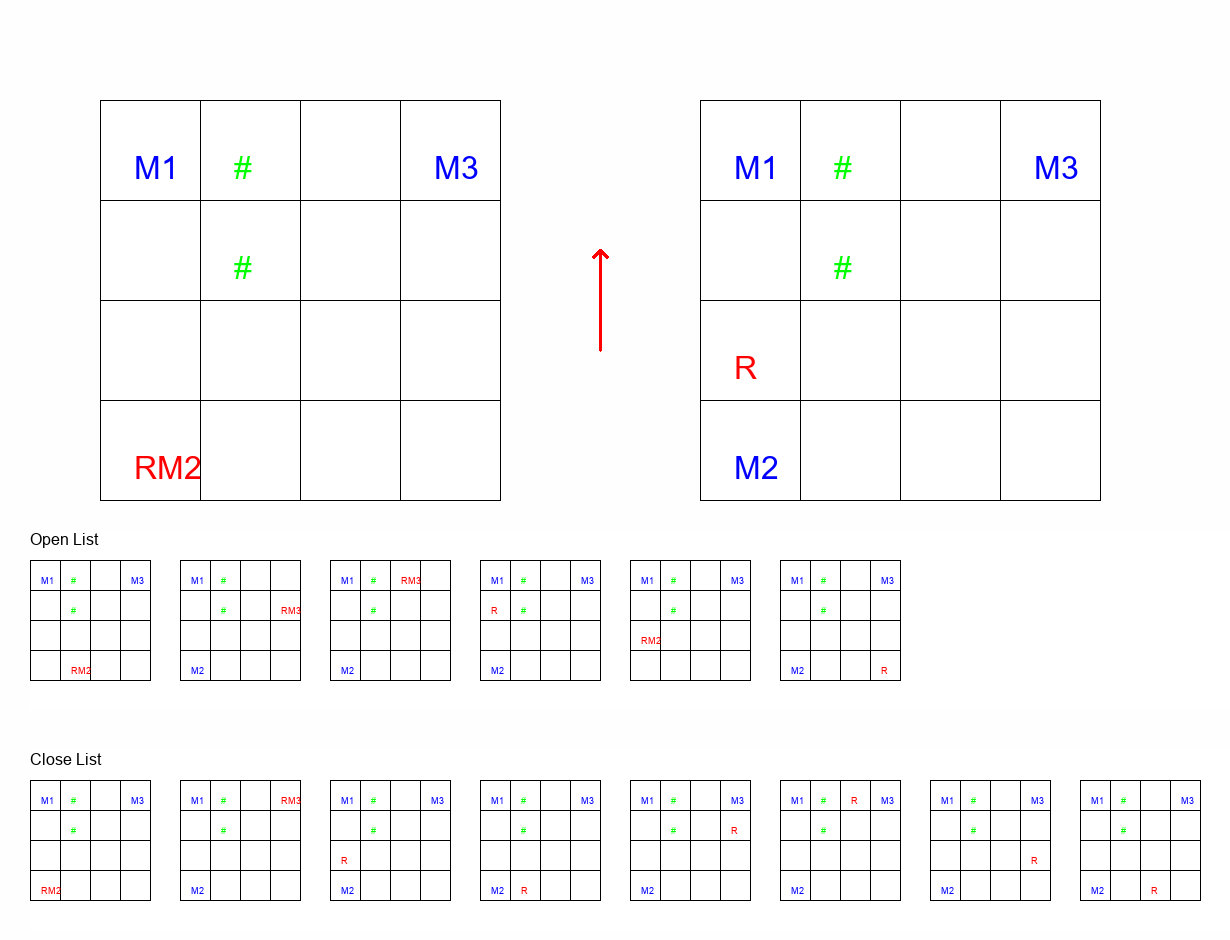 M1 # M3 M1 # M3
# #
R
RM2 M2
Open List
M1 # M3 M1 # M1 # RM3 M1 # M3 M1 # M3 M1 # M3
# # RM3 # R # # #
RM2
RM2 M2 M2 M2 M2 R
Close List
M1 # M3 M1 # RM3 M1 # M3 M1 # M3 M1 # M3 M1 # R M3 M1 # M3 M1 # M3
# # # # # R # # #
R R
RM2 M2 M2 M2 R M2 M2 M2 M2 R